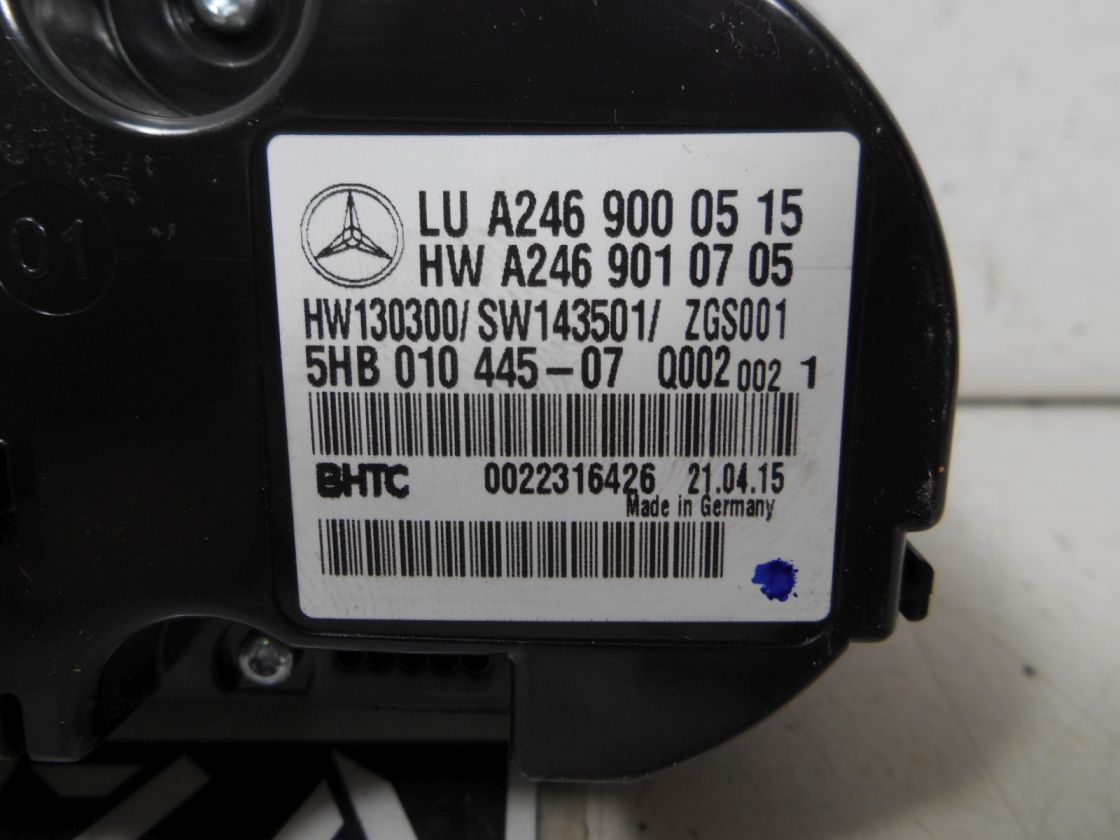 LU A246 900 05 15
HW A246 901 07 05
HW130300/ SW143501/ ZGS001
5HB 010 445-07 Q002 002 1
BHTC 0022316426 21.04.15
Made in Germany
01